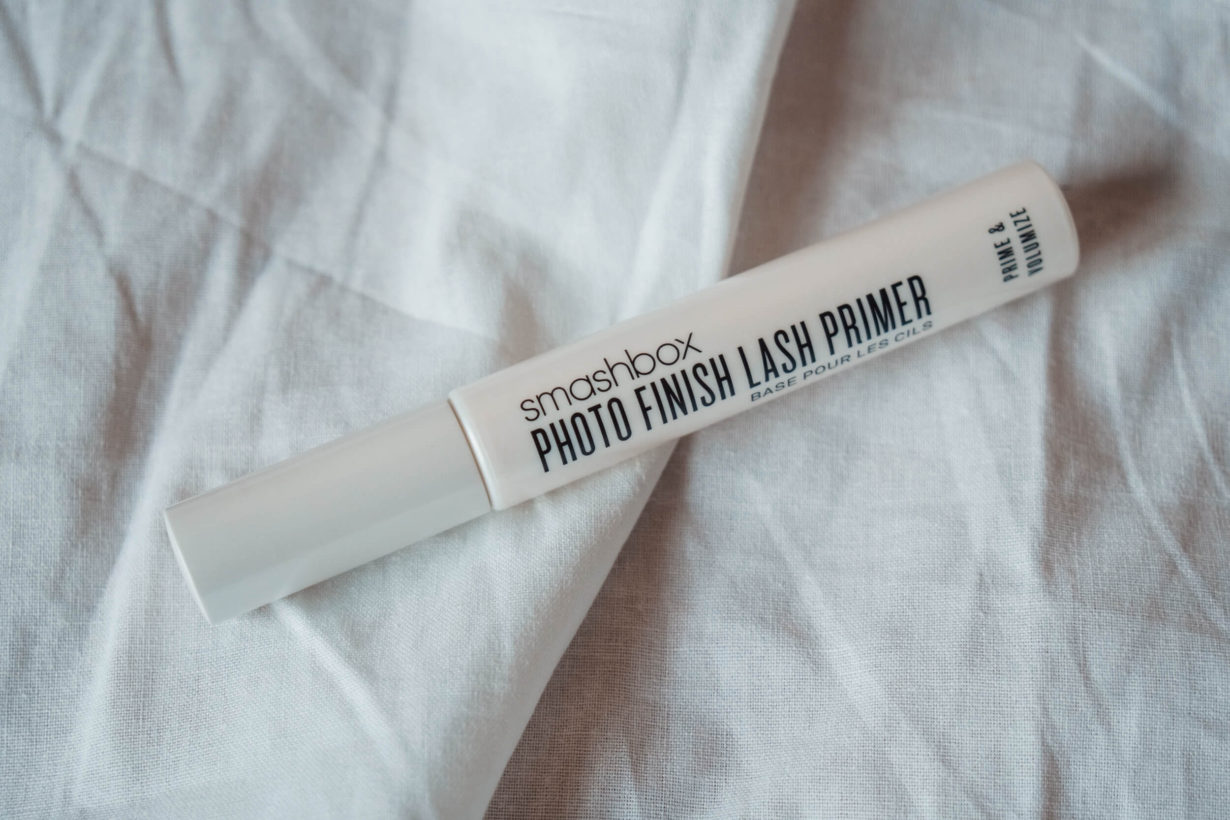 smashbox
PHOTO FINISH LASH PRIMER
BASE POUR LES CILS
PRIME &
VOLUMIZE